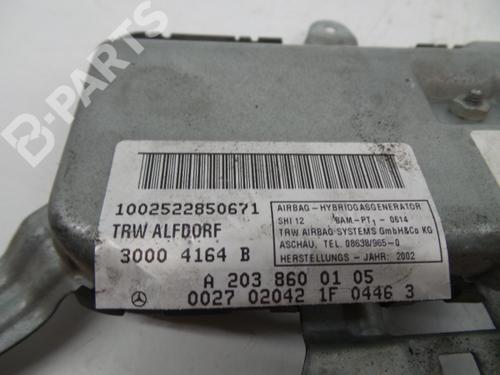 B-PARTS
1002522850671
TRW ALFDORF
3000 4164 B
AIRBAG-HYBRIDGASGENERATOR
SHI 12 BAM-PT1-0614
TRW AIRBAG-SYSTEMS GmbH&Co KG
ASCHAU, TEL. 08638/965-0
HERSTELLUNGS - JAHR: 2002
A 203 860 01 05
0027 02042 1F 0446 3